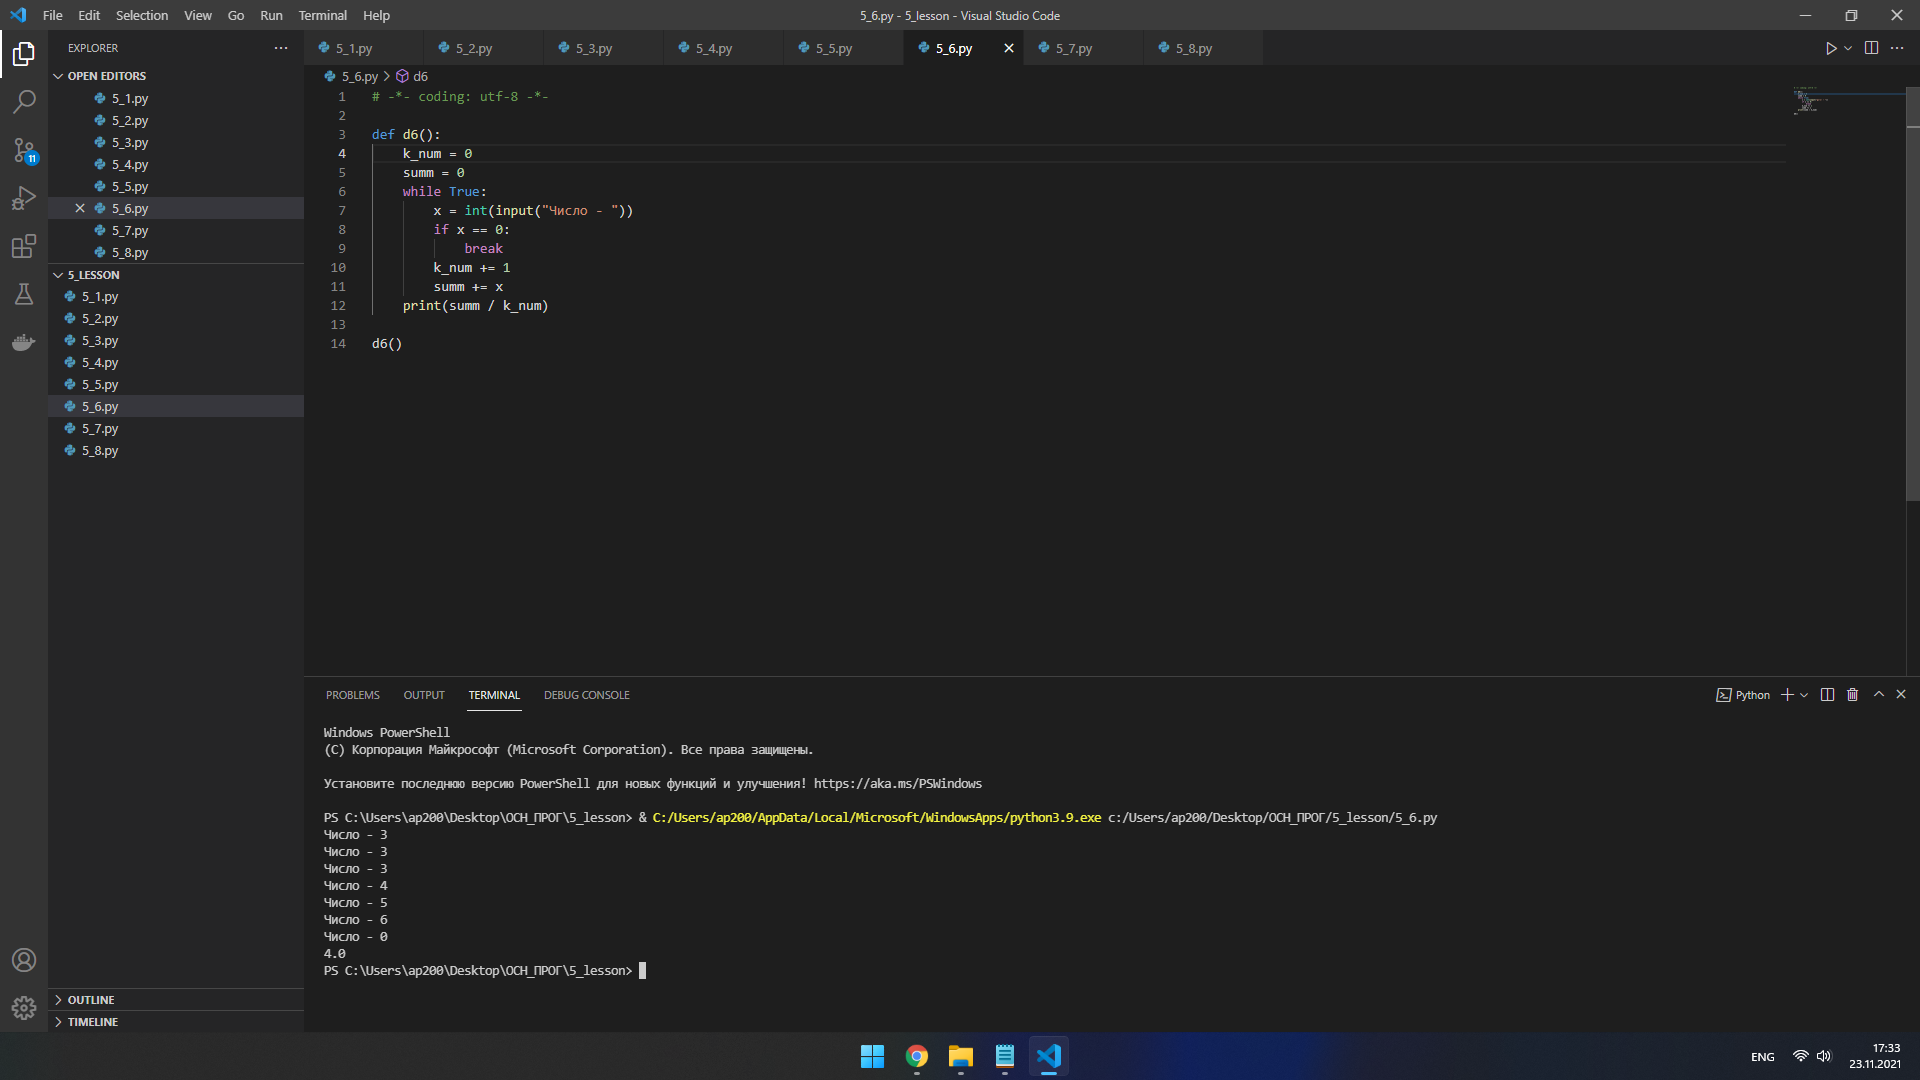 File Edit Selection View Go Run Terminal Help
5_6.py - 5_lesson - Visual Studio Code
EXPLORER
OPEN EDITORS
5_1.py
5_2.py
5_3.py
5_4.py
5_5.py
5_6.py
5_7.py
5_8.py
5_LESSON
5_1.py
5_2.py
5_3.py
5_4.py
5_5.py
5_6.py
5_7.py
5_8.py
OUTLINE
TIMELINE
11
5_1.py 5_2.py 5_3.py 5_4.py 5_5.py 5_6.py 5_7.py 5_8.py
5_6.py > d6
1 # -*- coding: utf-8 -*-
2
3 def d6():
4     k_num = 0
5     summ = 0
6     while True:
7         x = int(input("Число - "))
8         if x == 0:
9             break
10         k_num += 1
11         summ += x
12     print(summ / k_num)
13
14 d6()
PROBLEMS OUTPUT TERMINAL DEBUG CONSOLE
Python
Windows PowerShell
(C) Корпорация Майкрософт (Microsoft Corporation). Все права защищены.
Установите последнюю версию PowerShell для новых функций и улучшения! https://aka.ms/PSWindows
PS C:\Users\ap200\Desktop\ОСН_ПРОГ\5_lesson> & C:/Users/ap200/AppData/Local/Microsoft/WindowsApps/python3.9.exe c:/Users/ap200/Desktop/ОСН_ПРОГ/5_lesson/5_6.py
Число - 3
Число - 3
Число - 3
Число - 4
Число - 5
Число - 6
Число - 0
4.0
PS C:\Users\ap200\Desktop\ОСН_ПРОГ\5_lesson>
ENG
17:33
23.11.2021